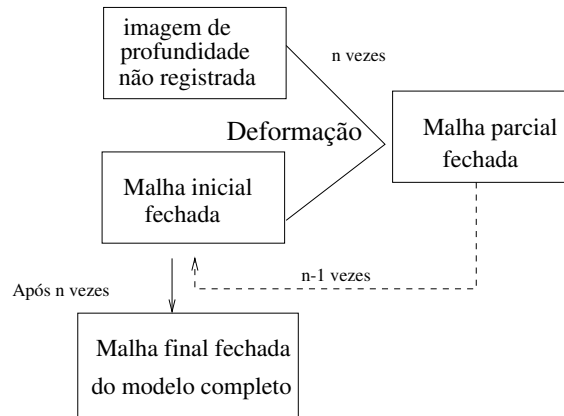 imagem de
profundidade
não registrada
n vezes
Deformação
Malha parcial
fechada
Malha inicial
fechada
n-1 vezes
Após n vezes
Malha final fechada
do modelo completo